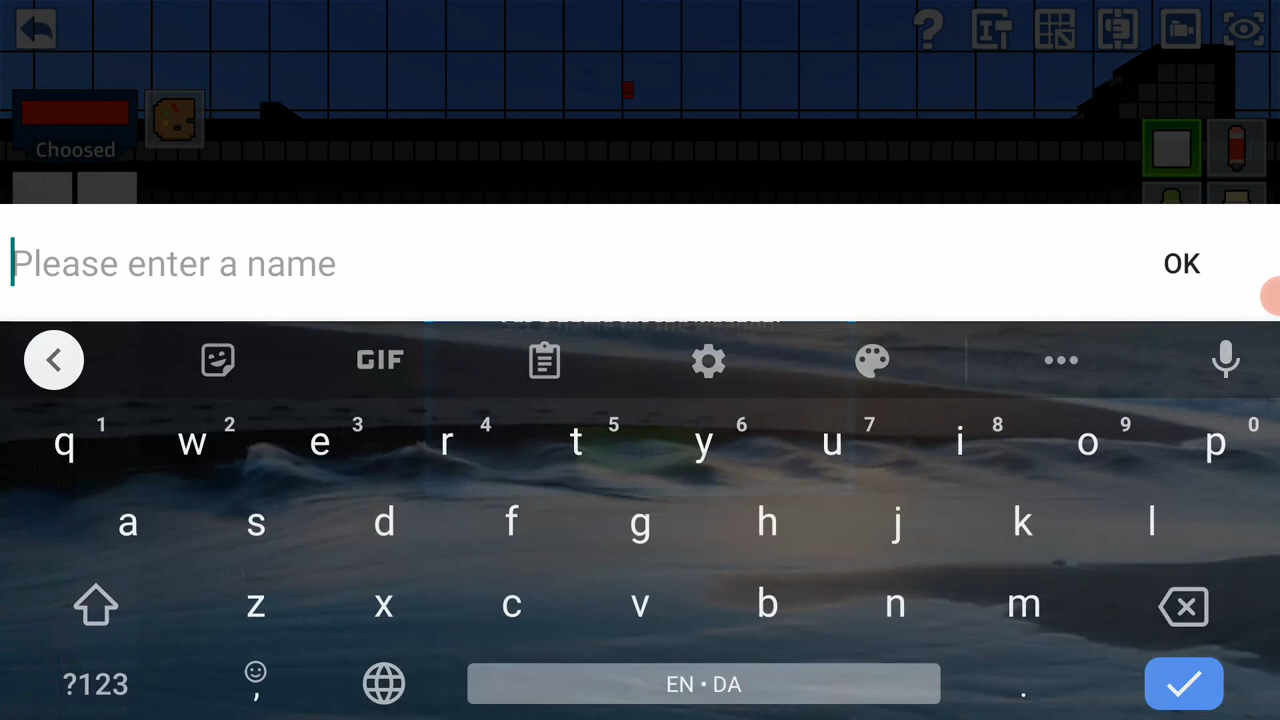 ?
Choosed
Please enter a name
OK
GIF
q 1 w 2 e 3 r 4 t 5 y 6 u 7 i 8 o 9 p 0
a s d f g h j k l
z x c v b n m
?123 , EN • DA .